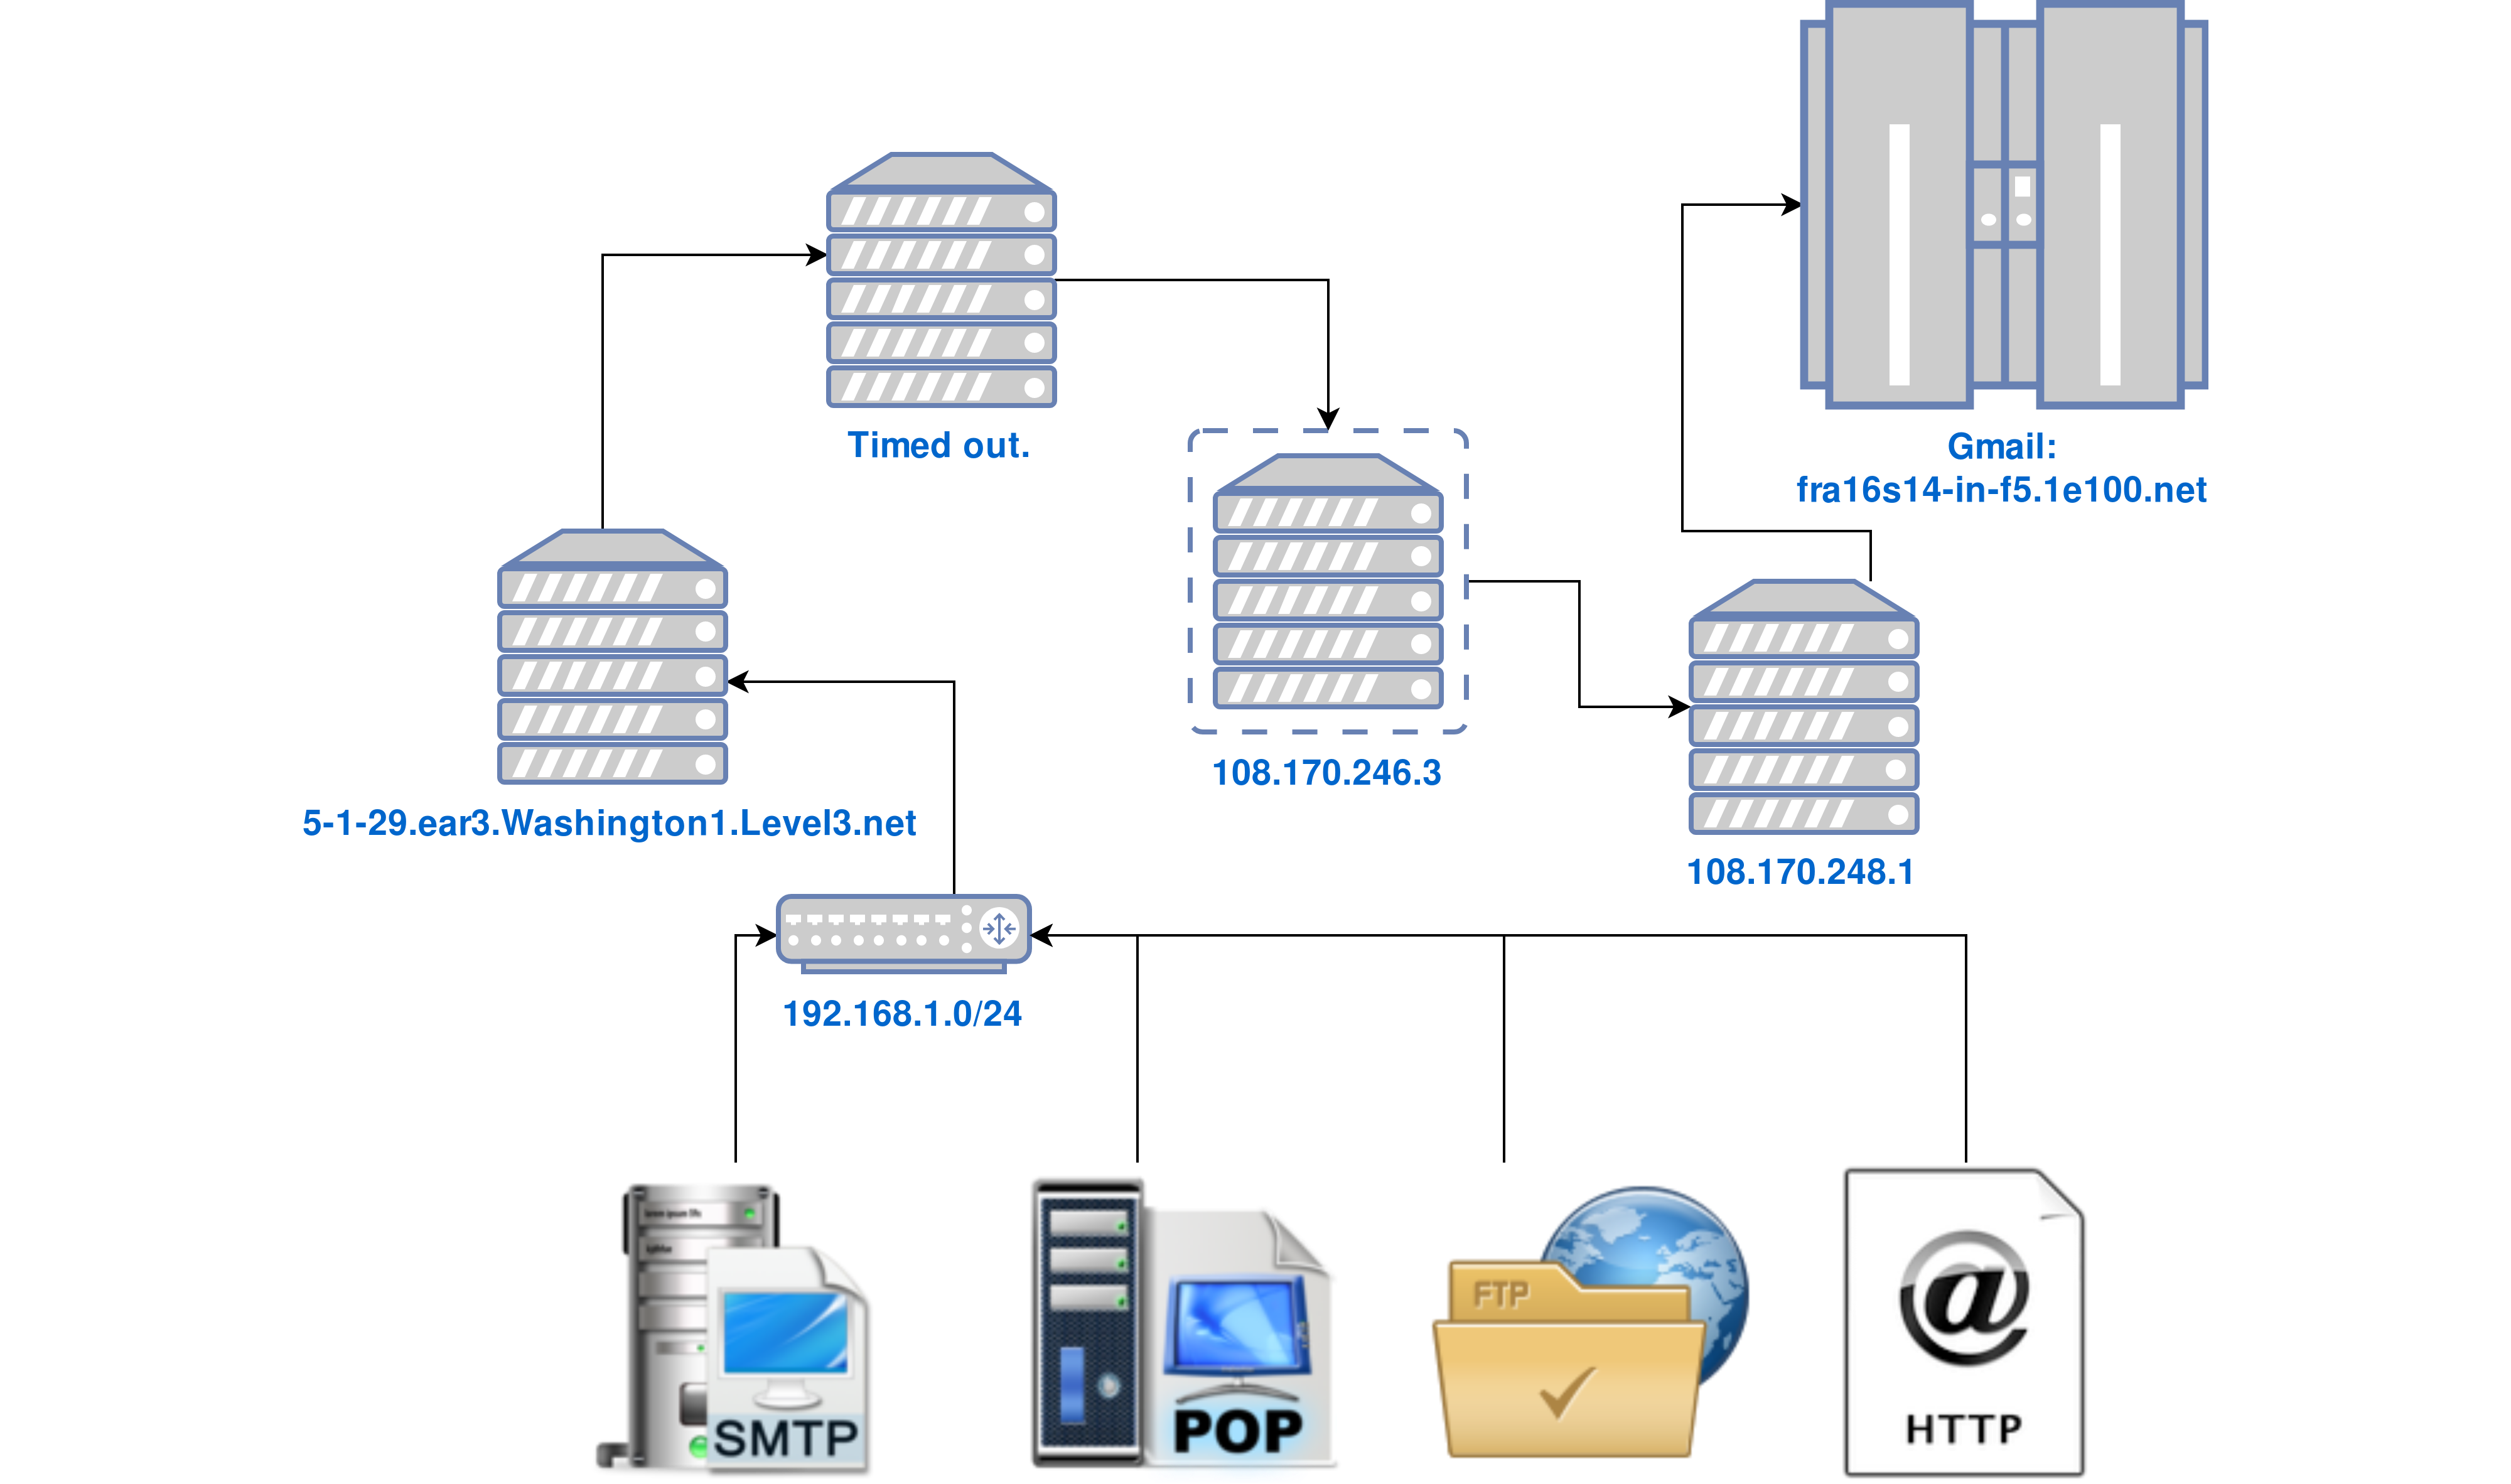 Timed out.
Gmail:
fra16s14-in-f5.1e100.net
5-1-29.ear3.Washington1.Level3.net
108.170.246.3
108.170.248.1
192.168.1.0/24
SMTP
POP
FTP
HTTP